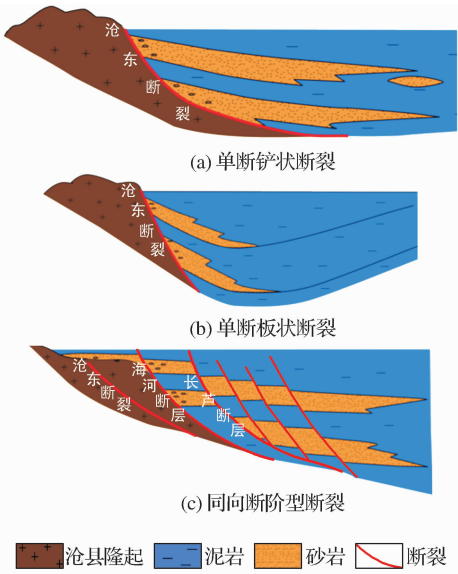 沧东断裂
(a) 单断铲状断裂
沧东断裂
(b) 单断板状断裂
沧东断裂
海河断层
长芦断层
(c) 同向断阶型断裂
沧县隆起 泥岩 砂岩 断裂